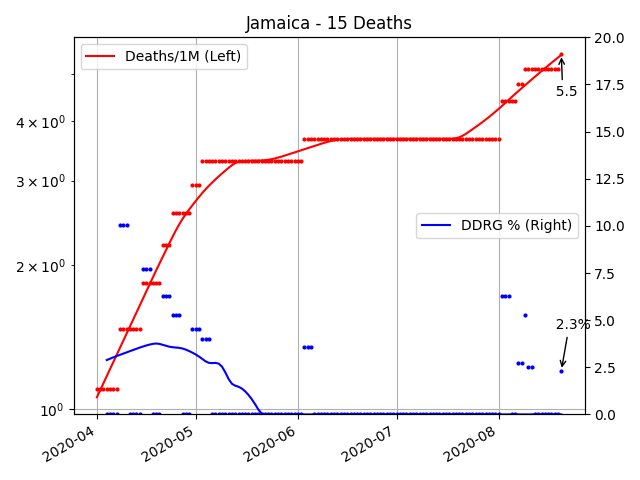 Jamaica - 15 Deaths
Deaths/1M (Left)
DDRG % (Right)
5.5
2.3%
4 × 10⁰
3 × 10⁰
2 × 10⁰
10⁰
20.0
17.5
15.0
12.5
10.0
7.5
5.0
2.5
0.0
2020-04
2020-05
2020-06
2020-07
2020-08